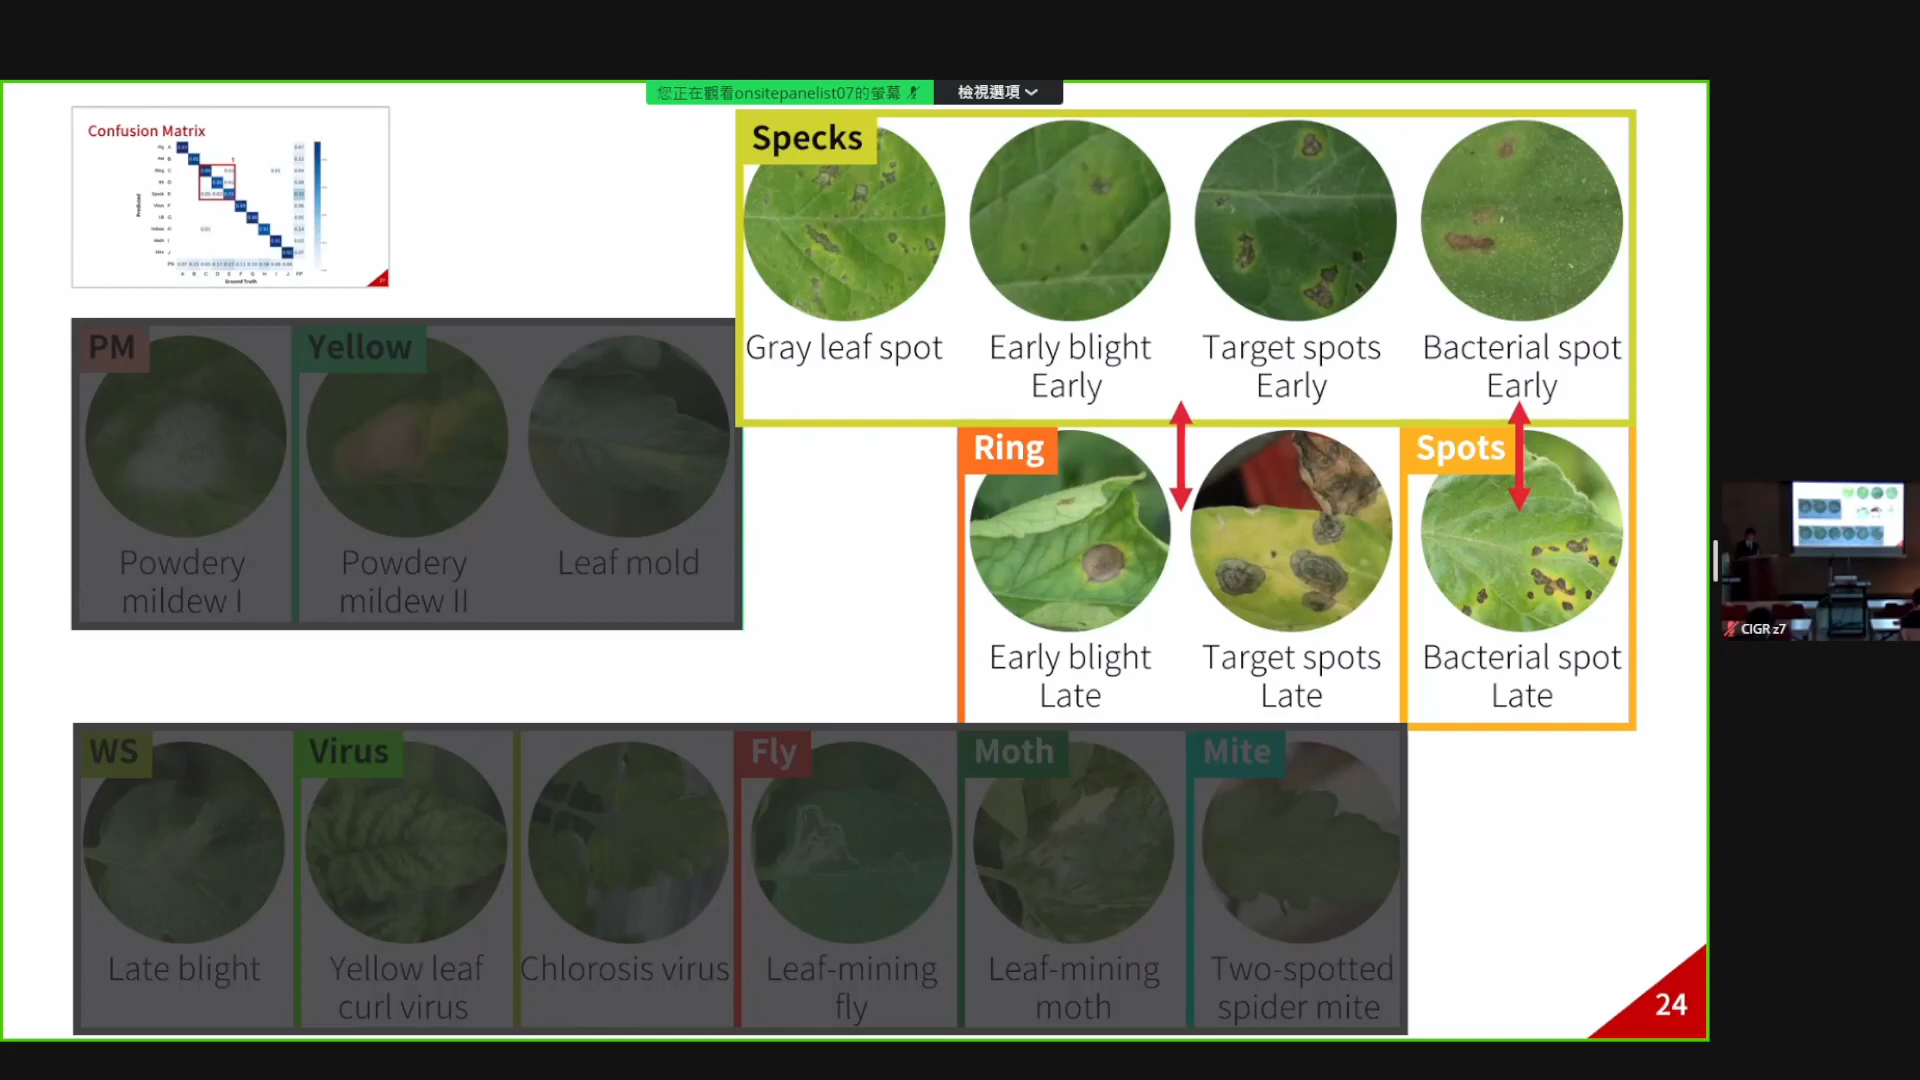 您正在觀看onsitepanelist07的螢幕
檢視選項
Confusion Matrix
Predicted
Ground Truth
Specks
Gray leaf spot
Early blight
Early
Target spots
Early
Bacterial spot
Early
PM
Powdery
mildew I
Yellow
Powdery
mildew II
Leaf mold
Ring
Early blight
Late
Target spots
Late
Spots
Bacterial spot
Late
WS
Late blight
Virus
Yellow leaf
curl virus
Chlorosis virus
Fly
Leaf-mining
fly
Moth
Leaf-mining
moth
Mite
Two-spotted
spider mite
24
CIGR z7